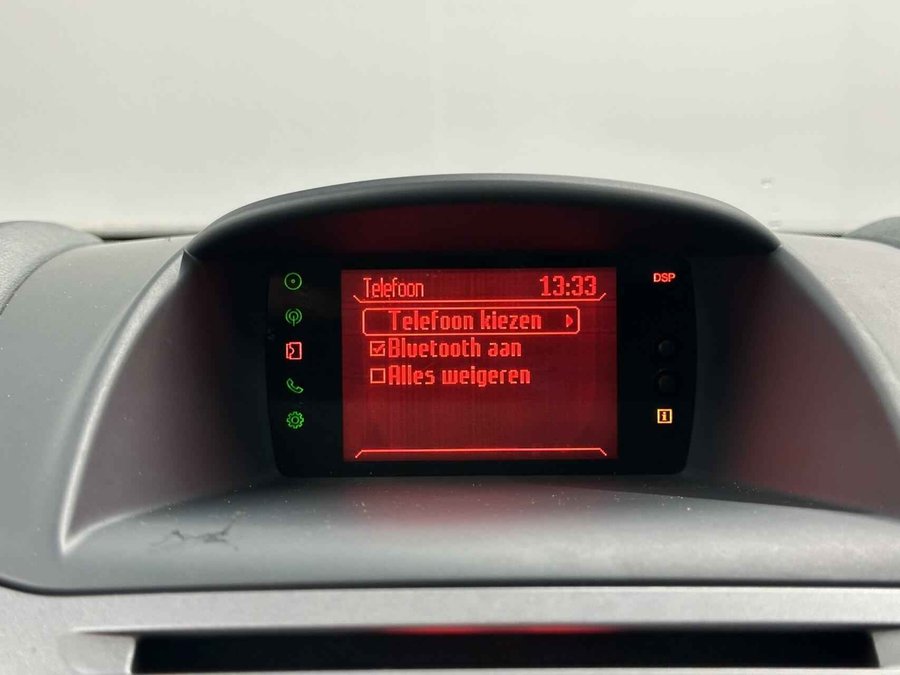 Telefoon 13:33
Telefoon kiezen
Bluetooth aan
Alles weigeren
DSP
i